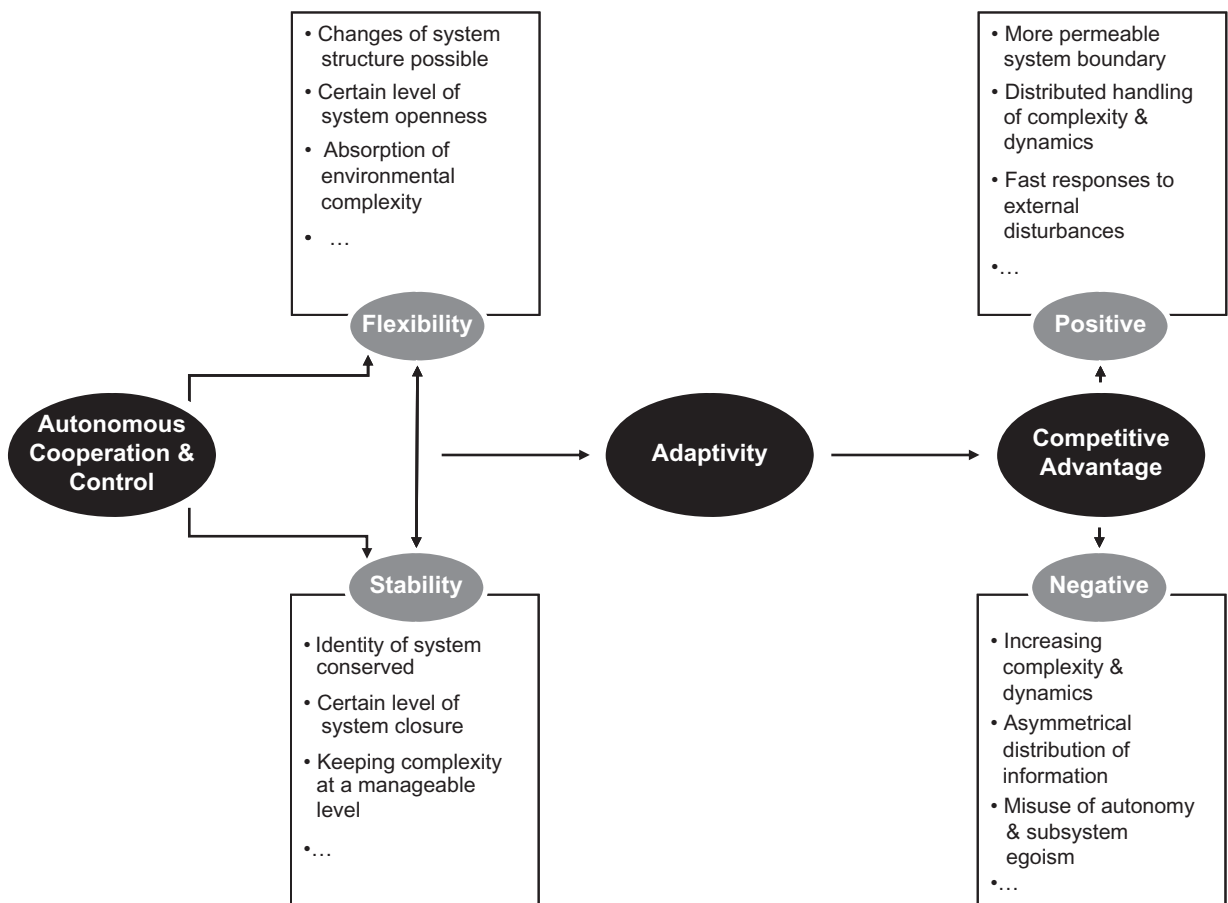 • Changes of system
structure possible
• Certain level of
system openness
• Absorption of
environmental
complexity
• …
Flexibility
• More permeable
system boundary
• Distributed handling
of complexity &
dynamics
• Fast responses to
external
disturbances
•…
Positive
Autonomous
Cooperation &
Control
Adaptivity
Competitive
Advantage
Stability
• Identity of system
conserved
• Certain level of
system closure
• Keeping complexity
at a manageable
level
•…
Negative
• Increasing
complexity &
dynamics
• Asymmetrical
distribution of
information
• Misuse of autonomy
& subsystem
egoism
•…